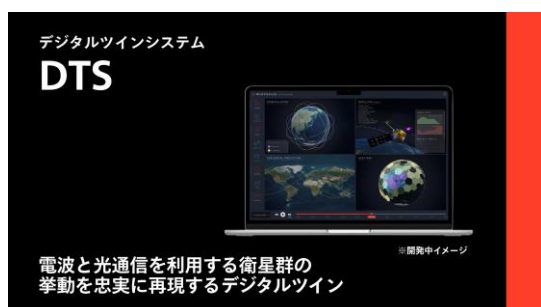 デジタルツインシステム
DTS
※開発中イメージ
電波と光通信を利用する衛星群の
挙動を忠実に再現するデジタルツイン